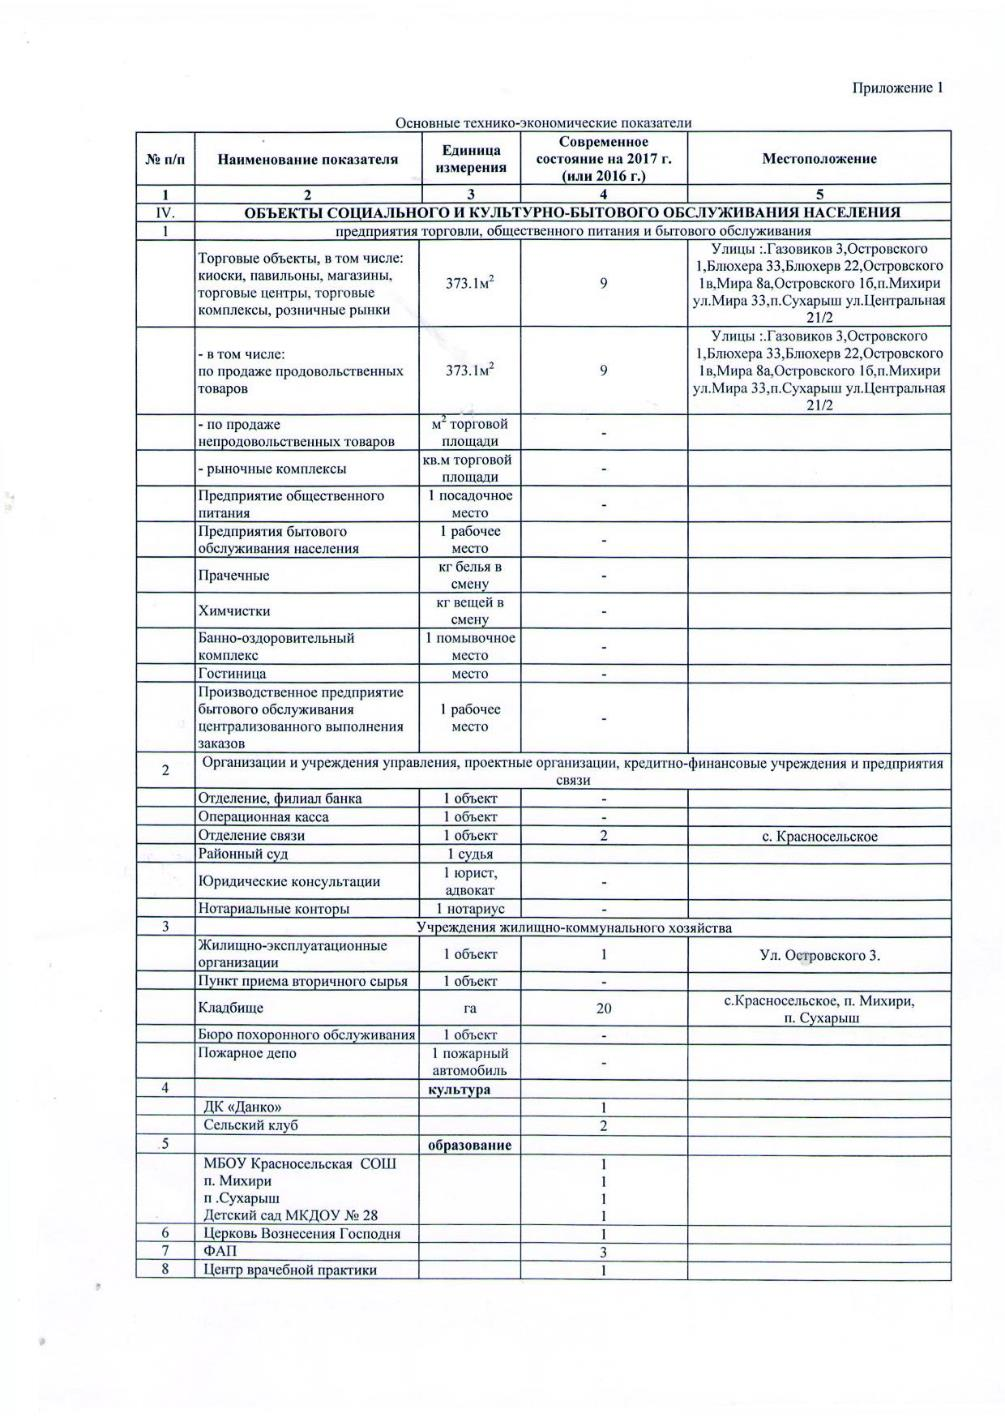 Приложение 1
Основные технико-экономические показатели
№ п/п
Наименование показателя
Единица
измерения
Современное
состояние на 2017 г.
(или 2016 г.)
Местоположение
1 2 3 4 5
IV. ОБЪЕКТЫ СОЦИАЛЬНОГО И КУЛЬТУРНО-БЫТОВОГО ОБСЛУЖИВАНИЯ НАСЕЛЕНИЯ
1 предприятия торговли, общественного питания и бытового обслуживания
Торговые объекты, в том числе:
киоски, павильоны, магазины,
торговые центры, торговые
комплексы, розничные рынки
373.1м²
9
Улицы :.Газовиков 3,Островского
1,Блюхера 33,Блюхерв 22,Островского
1в,Мира 8а,Островского 1б,п.Михири
ул.Мира 33,п.Сухарыш ул.Центральная
21/2
- в том числе:
по продаже продовольственных
товаров
373.1м²
9
Улицы :.Газовиков 3,Островского
1,Блюхера 33,Блюхерв 22,Островского
1в,Мира 8а,Островского 1б,п.Михири
ул.Мира 33,п.Сухарыш ул.Центральная
21/2
- по продаже
непродовольственных товаров
м² торговой
площади
-
- рыночные комплексы
кв.м торговой
площади
-
Предприятие общественного
питания
1 посадочное
место
-
Предприятия бытового
обслуживания населения
1 рабочее
место
-
Прачечные
кг белья в
смену
-
Химчистки
кг вещей в
смену
-
Банно-оздоровительный
комплекс
1 помывочное
место
-
Гостиница место -
Производственное предприятие
бытового обслуживания
централизованного выполнения
заказов
1 рабочее
место
-
2
Организации и учреждения управления, проектные организации, кредитно-финансовые учреждения и предприятия
связи
Отделение, филиал банка 1 объект -
Операционная касса 1 объект -
Отделение связи 1 объект 2 с. Красносельское
Районный суд 1 судья
Юридические консультации
1 юрист,
адвокат
-
Нотариальные конторы 1 нотариус -
3 Учреждения жилищно-коммунального хозяйства
Жилищно-эксплуатационные
организации
1 объект 1 Ул. Островского 3.
Пункт приема вторичного сырья 1 объект -
Кладбище га 20
с.Красносельское, п. Михири,
п. Сухарыш
Бюро похоронного обслуживания 1 объект -
Пожарное депо
1 пожарный
автомобиль
-
4 культура
ДК «Данко» 1
Сельский клуб 2
5 образование
МБОУ Красносельская СОШ 1
п. Михири 1
п .Сухарыш 1
Детский сад МКДОУ № 28 1
6 Церковь Вознесения Господня 1
7 ФАП 3
8 Центр врачебной практики 1